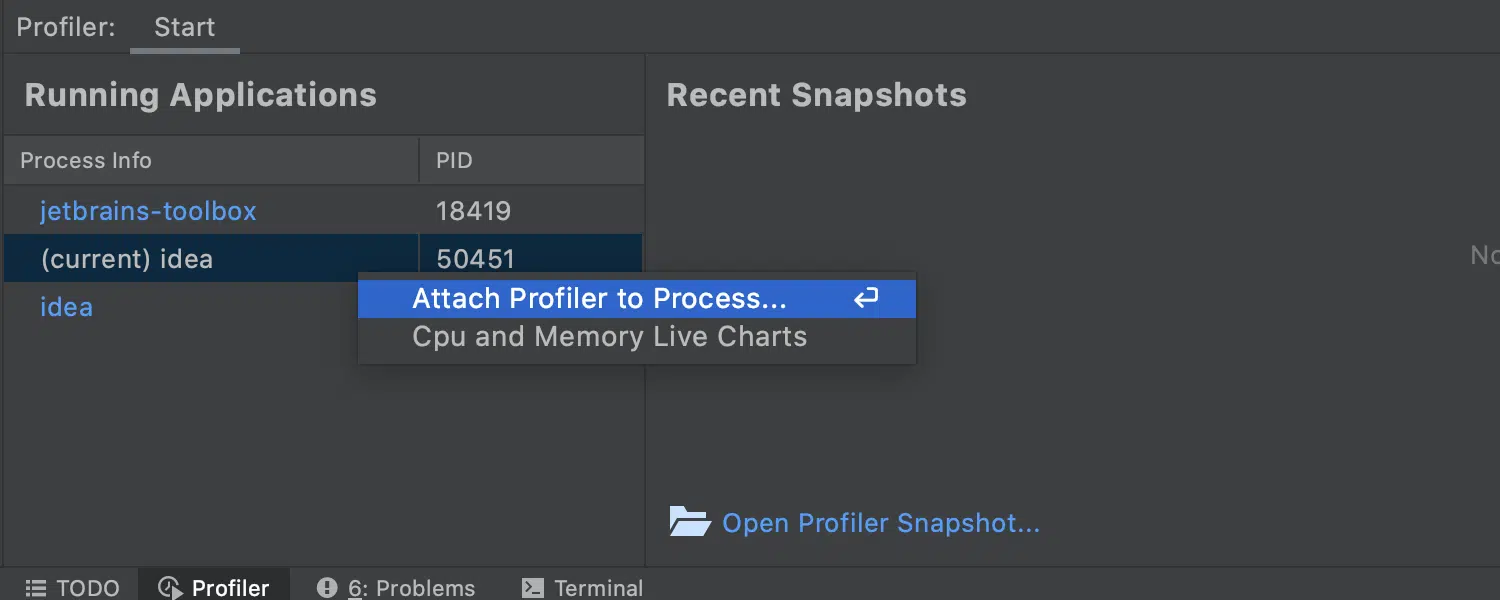 Profiler: Start
Running Applications
Recent Snapshots
Process Info PID
jetbrains-toolbox 18419
(current) idea 50451
idea
Attach Profiler to Process...
Cpu and Memory Live Charts
Open Profiler Snapshot...
TODO Profiler 6: Problems Terminal